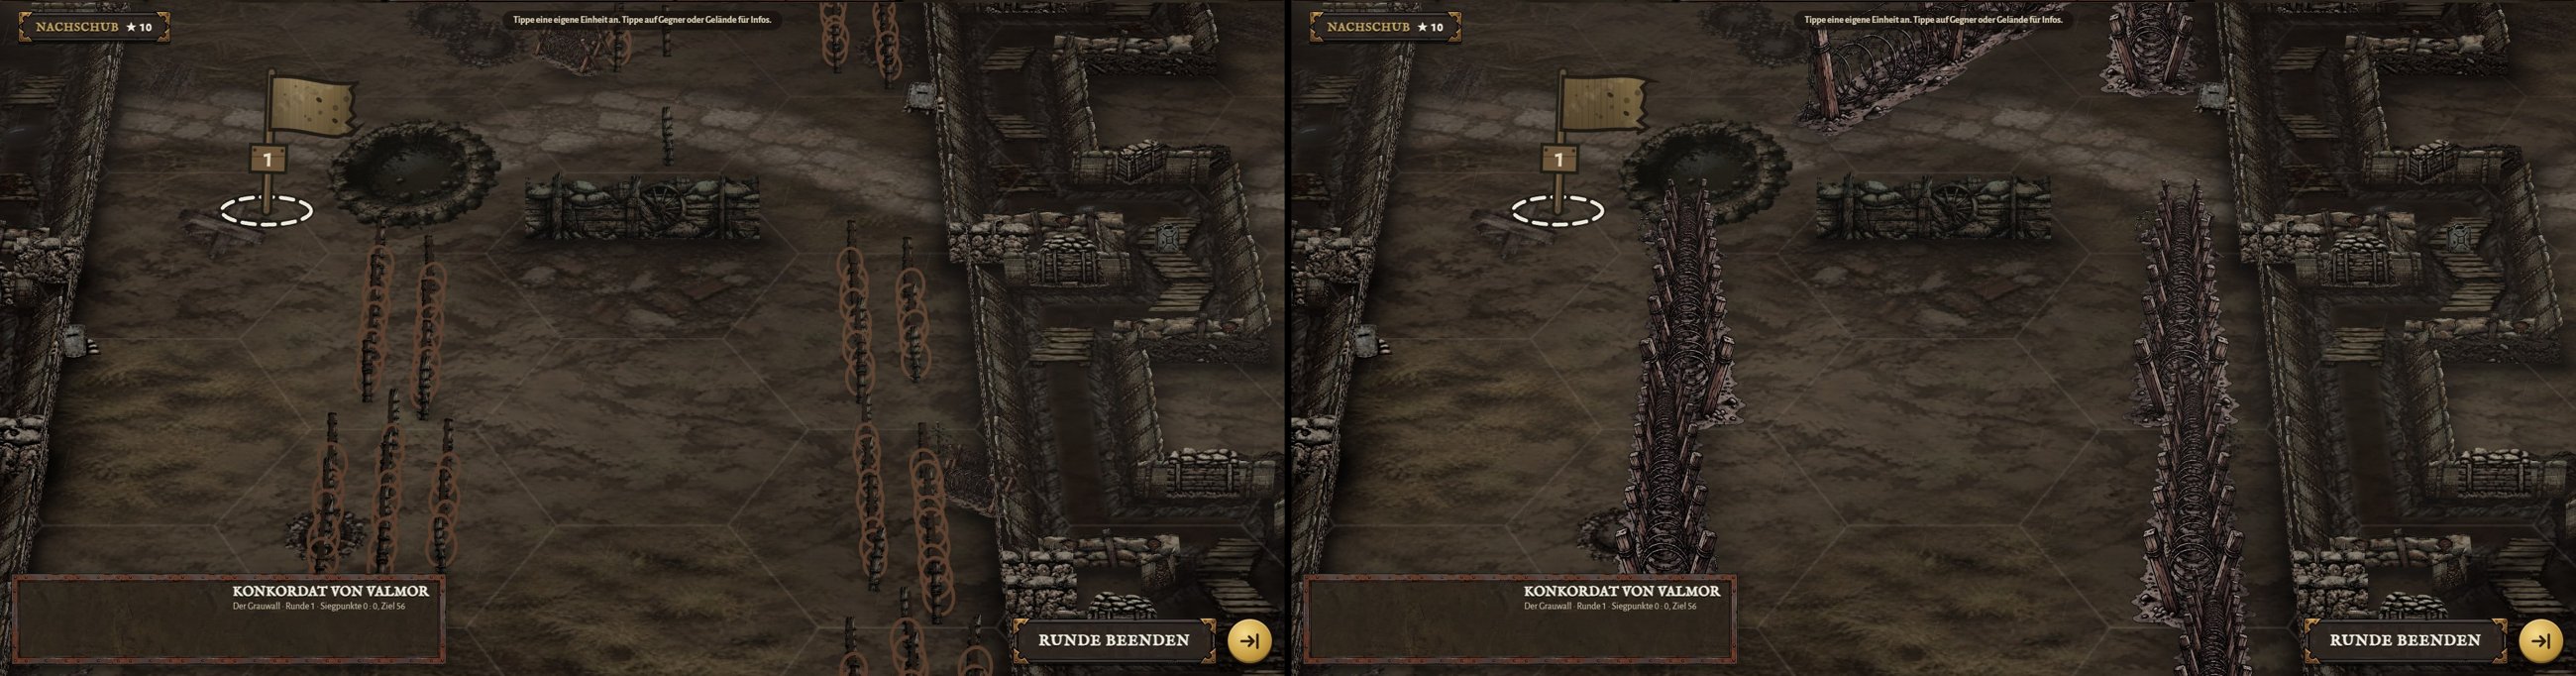 NACHSCHUB ★ 10
Tippe eine eigene Einheit an. Tippe auf Gegner oder Gelände für Infos.
1
KONKORDAT VON VALMOR
Der Grauwall · Runde 1 · Siegpunkte 0 : 0, Ziel 56
RUNDE BEENDEN
NACHSCHUB ★ 10
Tippe eine eigene Einheit an. Tippe auf Gegner oder Gelände für Infos.
1
KONKORDAT VON VALMOR
Der Grauwall · Runde 1 · Siegpunkte 0 : 0, Ziel 56
RUNDE BEENDEN